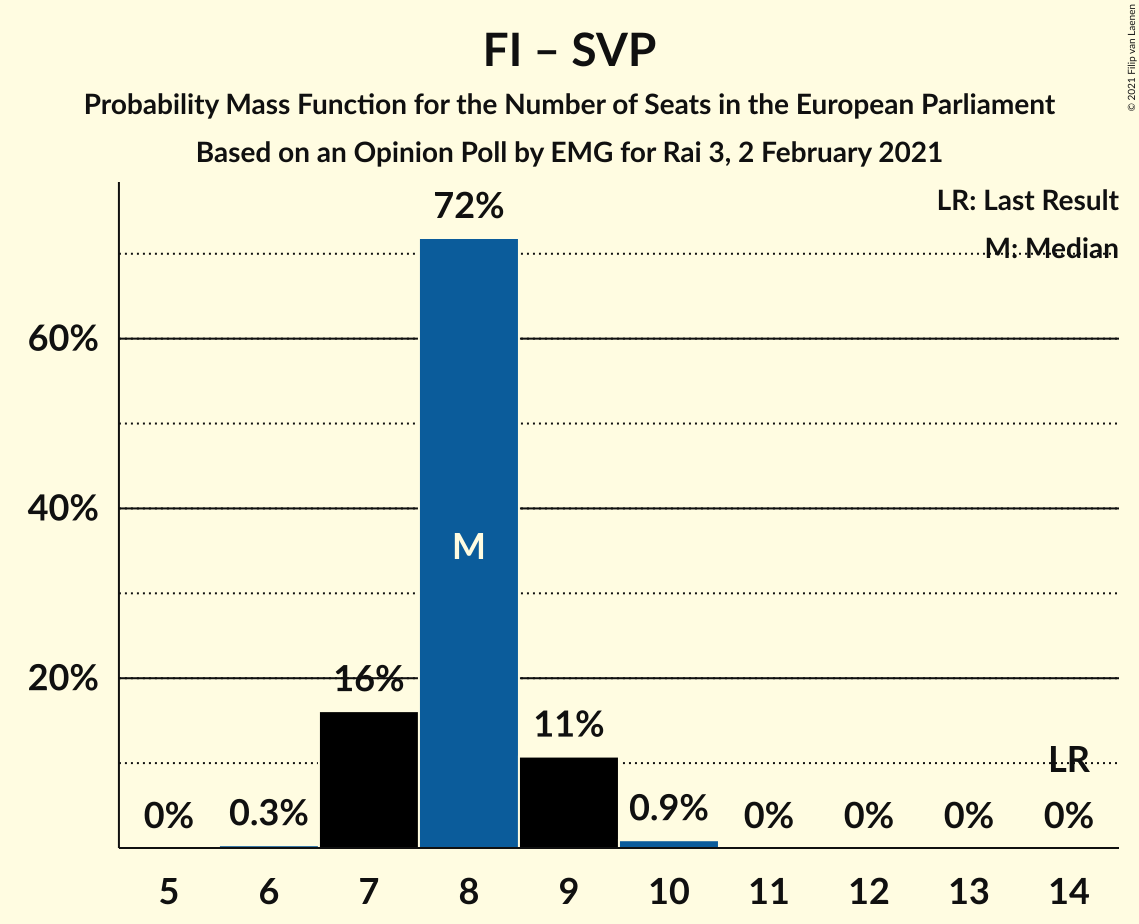 FI – SVP
Probability Mass Function for the Number of Seats in the European Parliament
Based on an Opinion Poll by EMG for Rai 3, 2 February 2021
© 2021 Filip van Laenen
LR: Last Result
M: Median
72%
60%
40%
M
20%
16%
11%
LR
0%
0.3%
0.9%
0%
0%
0%
0%
5 6 7 8 9 10 11 12 13 14